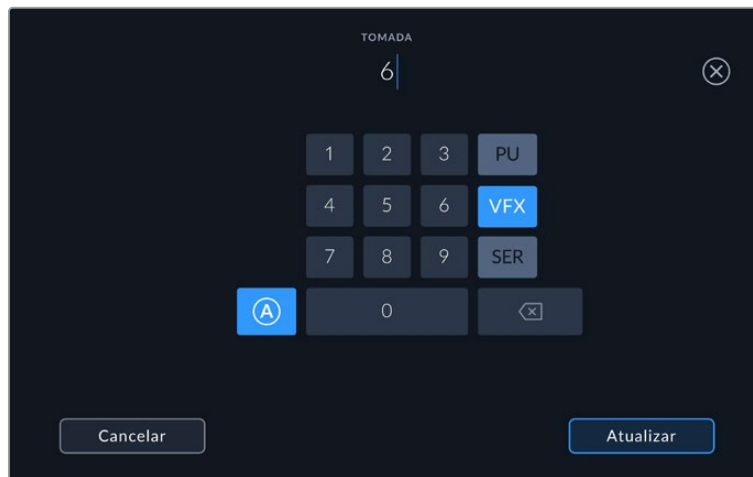 TOMADA
6
1 2 3 PU
4 5 6 VFX
7 8 9 SER
A 0
Cancelar Atualizar